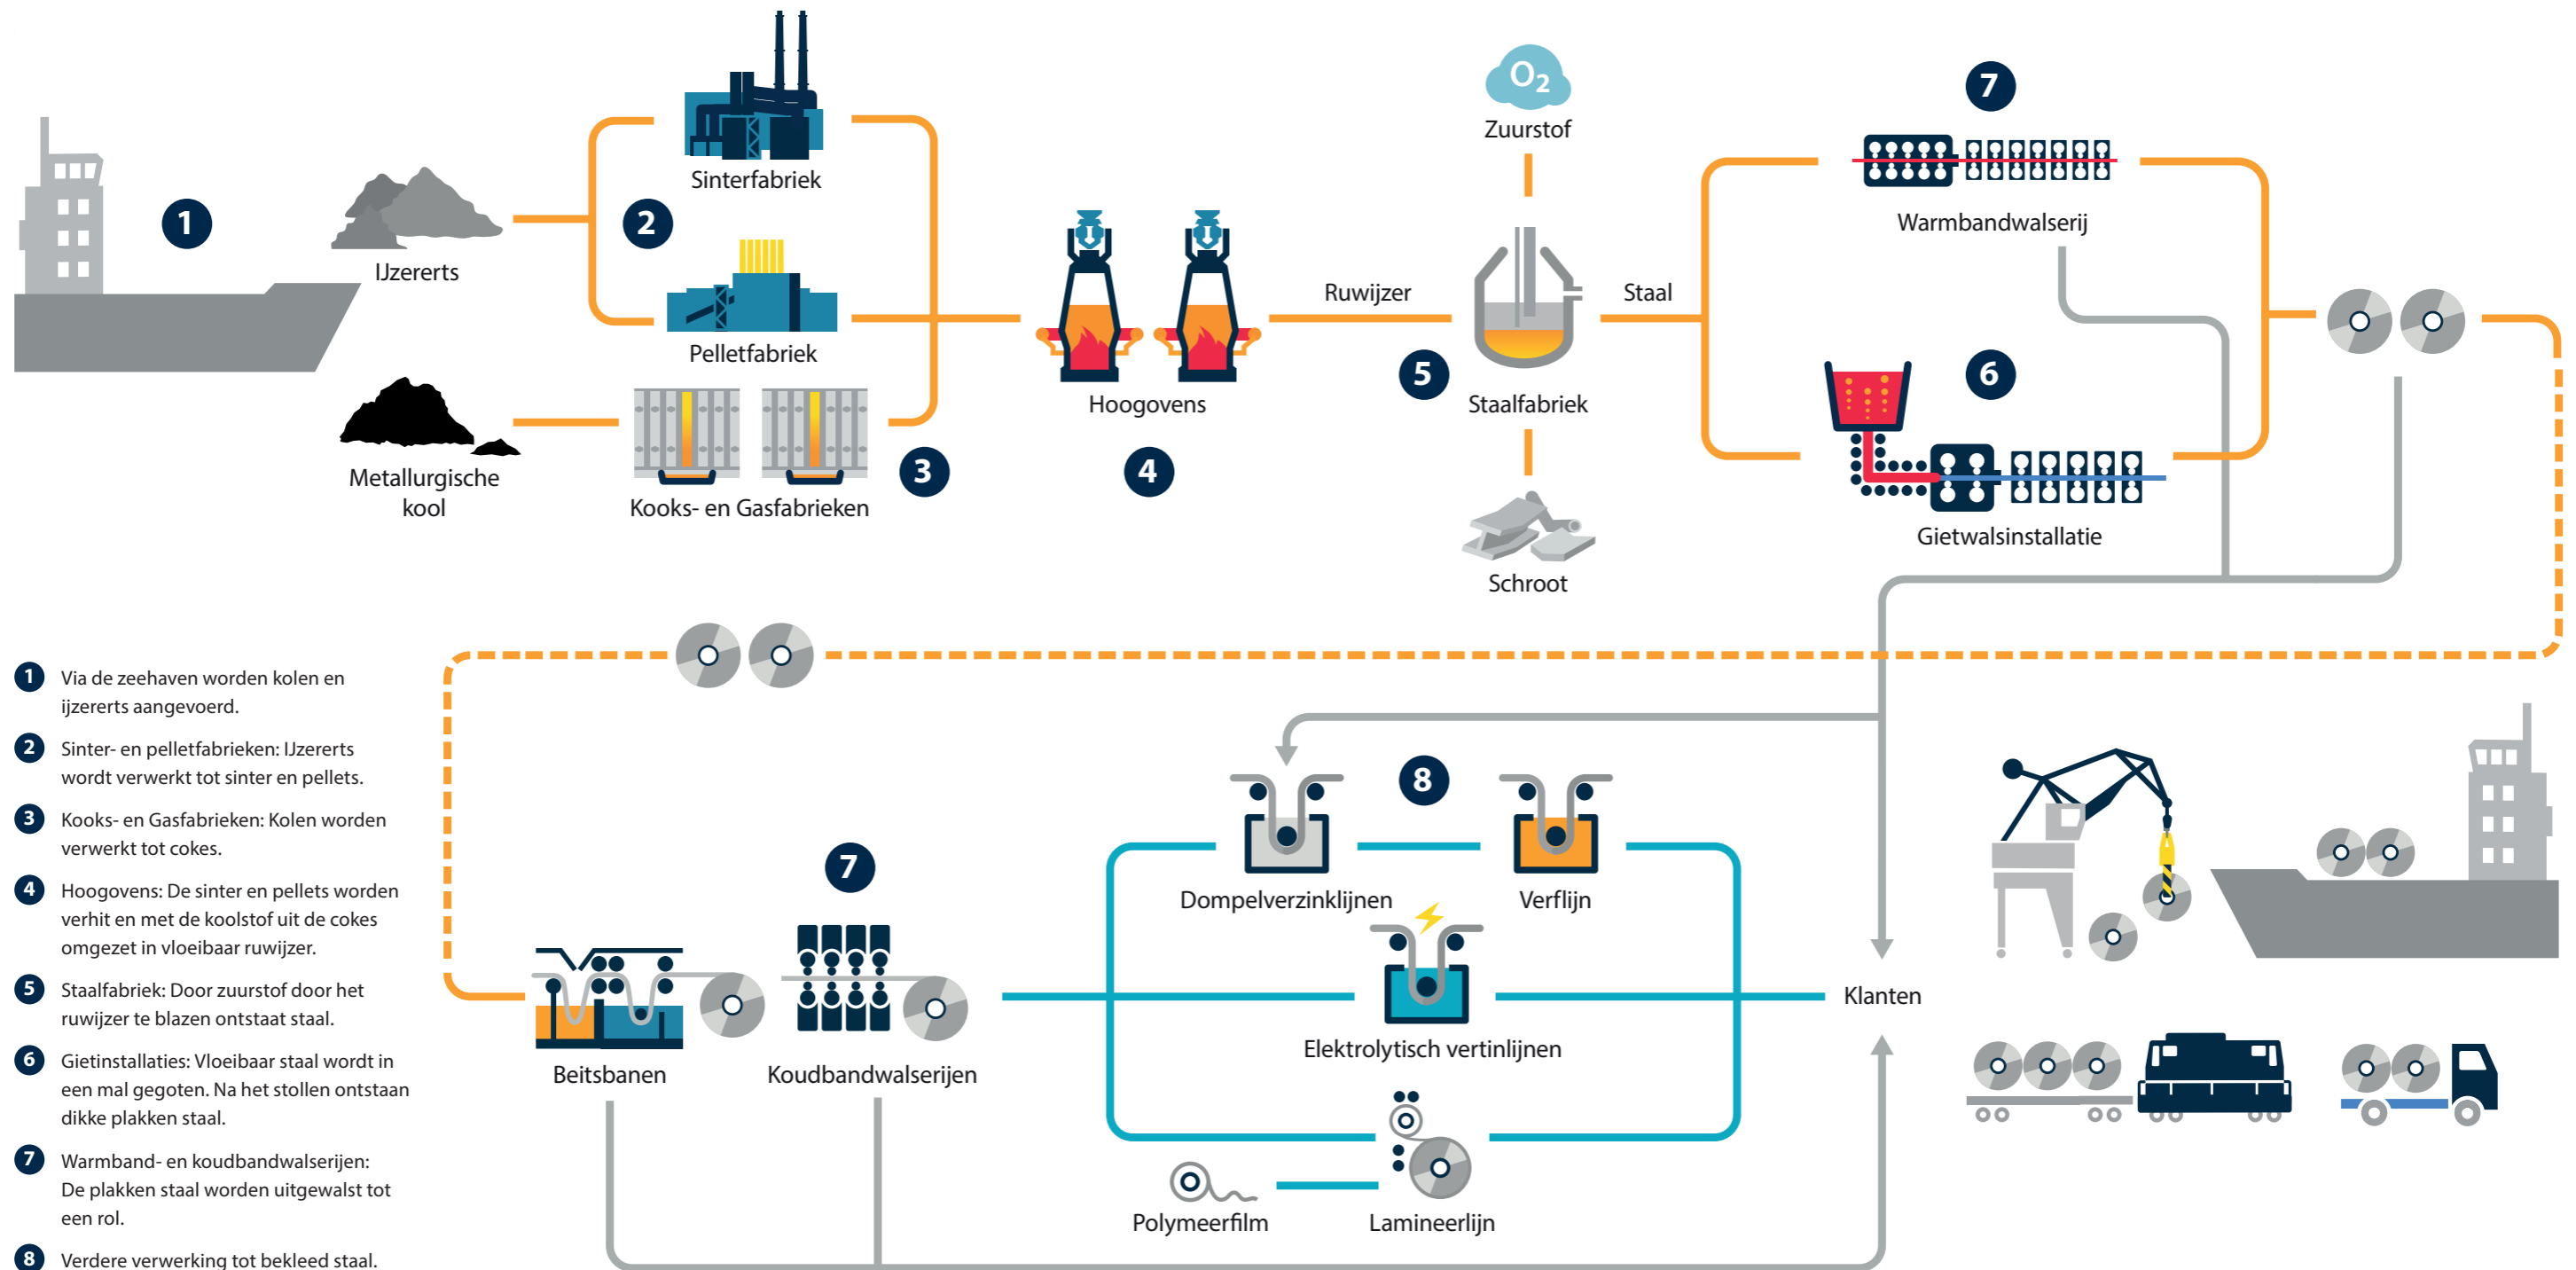 1
IJzererts
Metallurgische
kool
2
Sinterfabriek
Pelletfabriek
3
Kooks- en Gasfabrieken
4
Hoogovens
Ruwijzer
O₂
Zuurstof
5
Staalfabriek
Schroot
Staal
7
Warmbandwalserij
6
Gietwalsinstallatie
1 Via de zeehaven worden kolen en
ijzererts aangevoerd.
2 Sinter- en pelletfabrieken: IJzererts
wordt verwerkt tot sinter en pellets.
3 Kooks- en Gasfabrieken: Kolen worden
verwerkt tot cokes.
4 Hoogovens: De sinter en pellets worden
verhit en met de koolstof uit de cokes
omgezet in vloeibaar ruwijzer.
5 Staalfabriek: Door zuurstof door het
ruwijzer te blazen ontstaat staal.
6 Gietinstallaties: Vloeibaar staal wordt in
een mal gegoten. Na het stollen ontstaan
dikke plakken staal.
7 Warmband- en koudbandwalserijen:
De plakken staal worden uitgewalst tot
een rol.
8 Verdere verwerking tot bekleed staal.
Beitsbanen
7
Koudbandwalserijen
8
Dompelverzinklijnen
Verflijn
Elektrolytisch vertinlijnen
Polymeerfilm
Lamineerlijn
Klanten